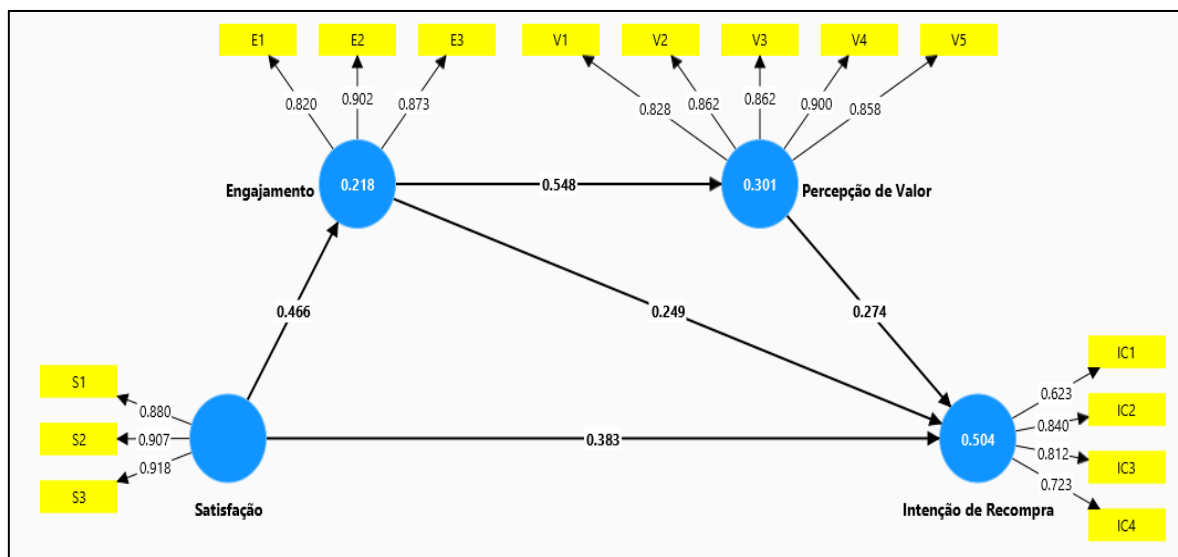 E1
E2
E3
V1
V2
V3
V4
V5
0.820
0.902
0.873
0.828
0.862
0.862
0.900
0.858
Engajamento
0.218
0.548
0.301
Percepção de Valor
0.466
0.249
0.274
S1
S2
S3
0.880
0.907
0.918
Satisfação
0.383
0.504
Intenção de Recompra
0.623
0.840
0.812
0.723
IC1
IC2
IC3
IC4